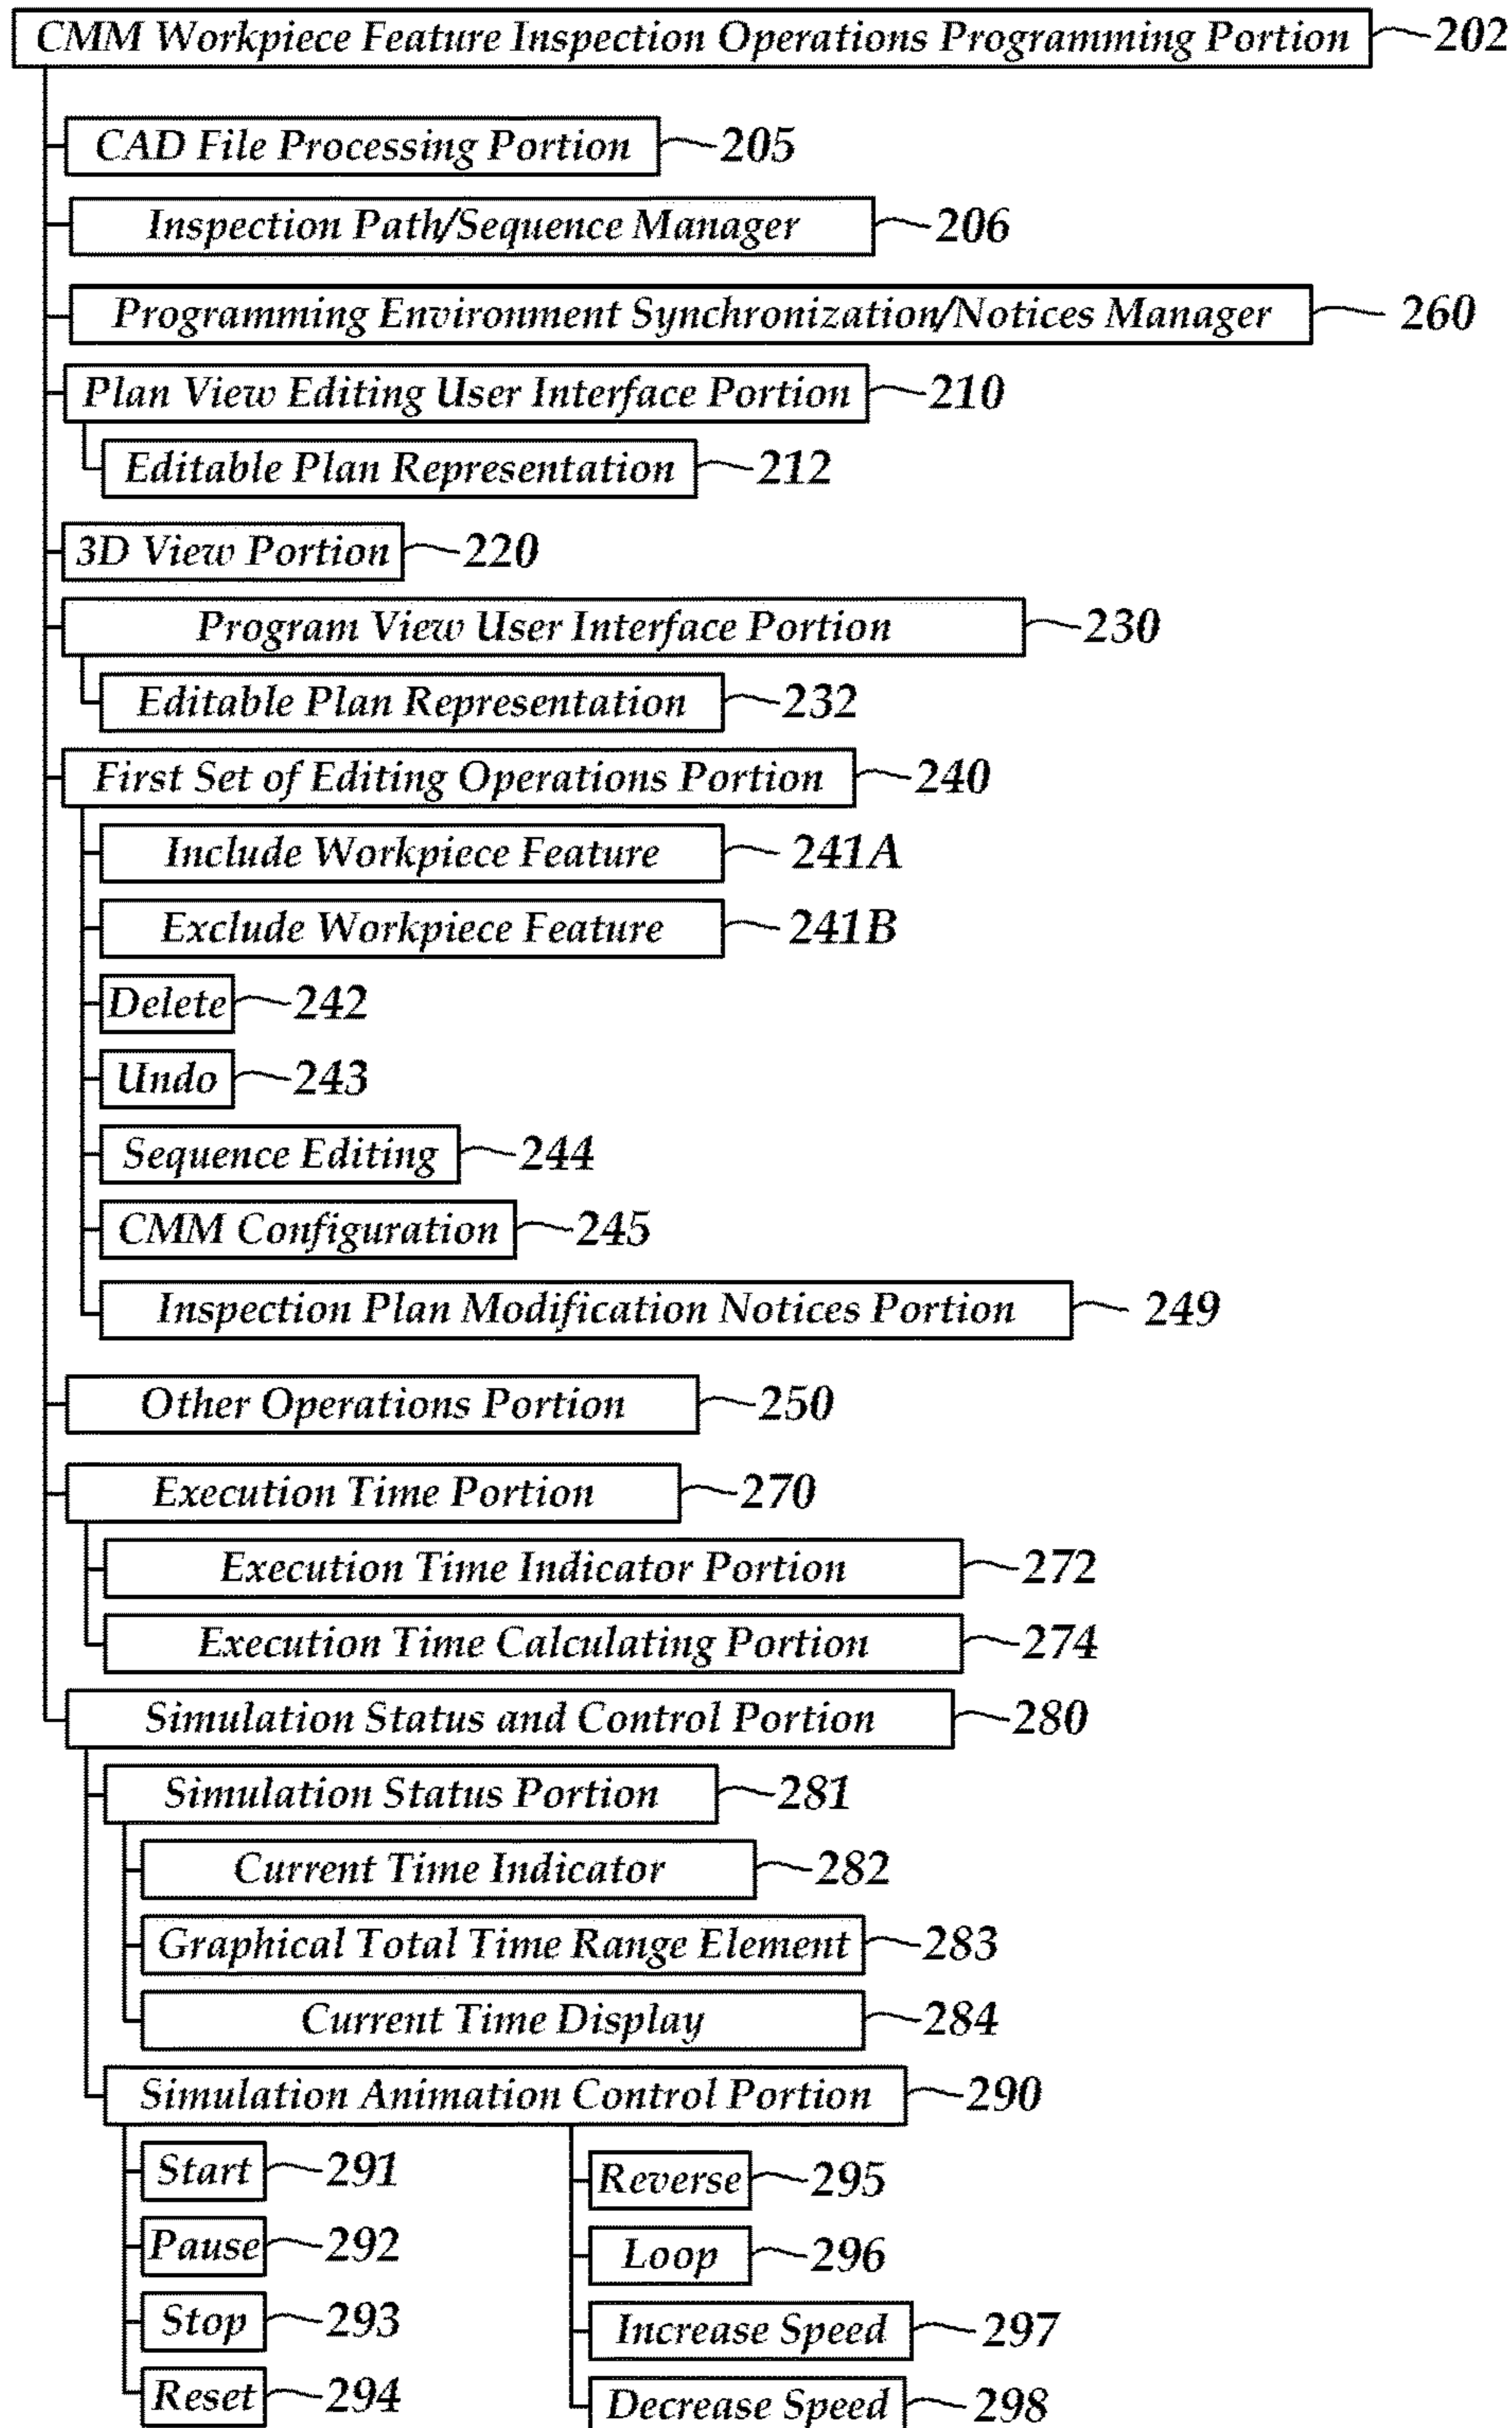 CMM Workpiece Feature Inspection Operations Programming Portion 202
CAD File Processing Portion 205
Inspection Path/Sequence Manager 206
Programming Environment Synchronization/Notices Manager 260
Plan View Editing User Interface Portion 210
Editable Plan Representation 212
3D View Portion 220
Program View User Interface Portion 230
Editable Plan Representation 232
First Set of Editing Operations Portion 240
Include Workpiece Feature 241A
Exclude Workpiece Feature 241B
Delete 242
Undo 243
Sequence Editing 244
CMM Configuration 245
Inspection Plan Modification Notices Portion 249
Other Operations Portion 250
Execution Time Portion 270
Execution Time Indicator Portion 272
Execution Time Calculating Portion 274
Simulation Status and Control Portion 280
Simulation Status Portion 281
Current Time Indicator 282
Graphical Total Time Range Element 283
Current Time Display 284
Simulation Animation Control Portion 290
Start 291
Pause 292
Stop 293
Reset 294
Reverse 295
Loop 296
Increase Speed 297
Decrease Speed 298